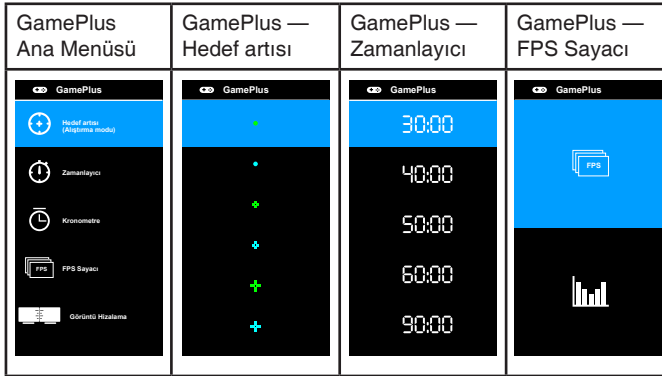 GamePlus
Ana Menüsü
GamePlus —
Hedef artısı
GamePlus —
Zamanlayıcı
GamePlus —
FPS Sayacı
GamePlus
Hedef artısı
(Alıştırma modu)
Zamanlayıcı
Kronometre
FPS
FPS Sayacı
Görüntü Hizalama
GamePlus
GamePlus
30:00
40:00
50:00
60:00
90:00
GamePlus
FPS